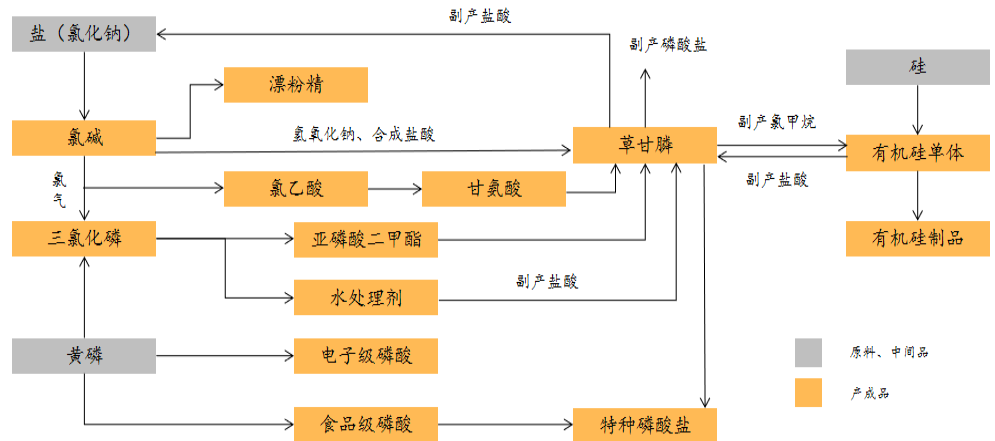 副产盐酸
盐（氯化钠）
副产磷酸盐
硅
漂粉精
氯碱
氢氧化钠、合成盐酸
草甘膦
副产氯甲烷
有机硅单体
副产盐酸
氯
气
氯乙酸
甘氨酸
三氯化磷
亚磷酸二甲酯
有机硅制品
副产盐酸
水处理剂
黄磷
电子级磷酸
原料、中间品
产成品
食品级磷酸
特种磷酸盐